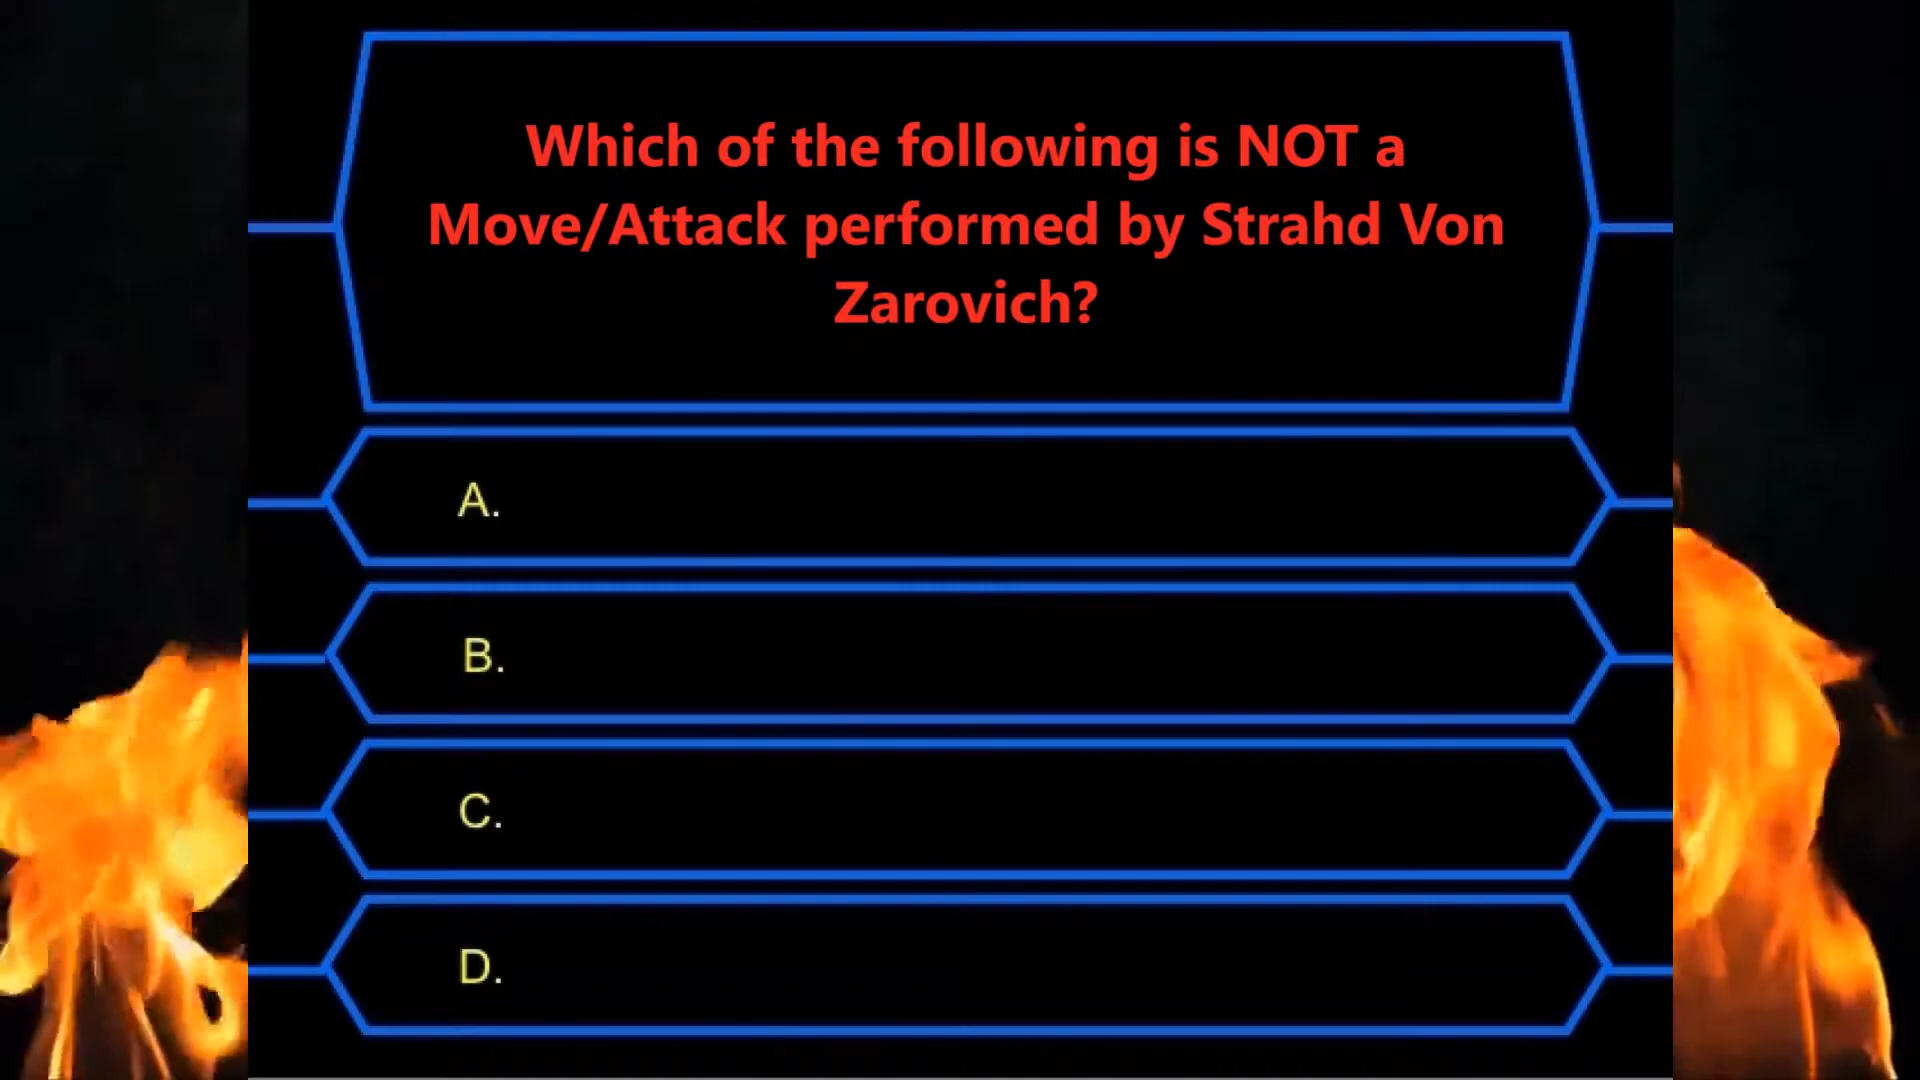 Which of the following is NOT a
Move/Attack performed by Strahd Von
Zarovich?
A.
B.
C.
D.